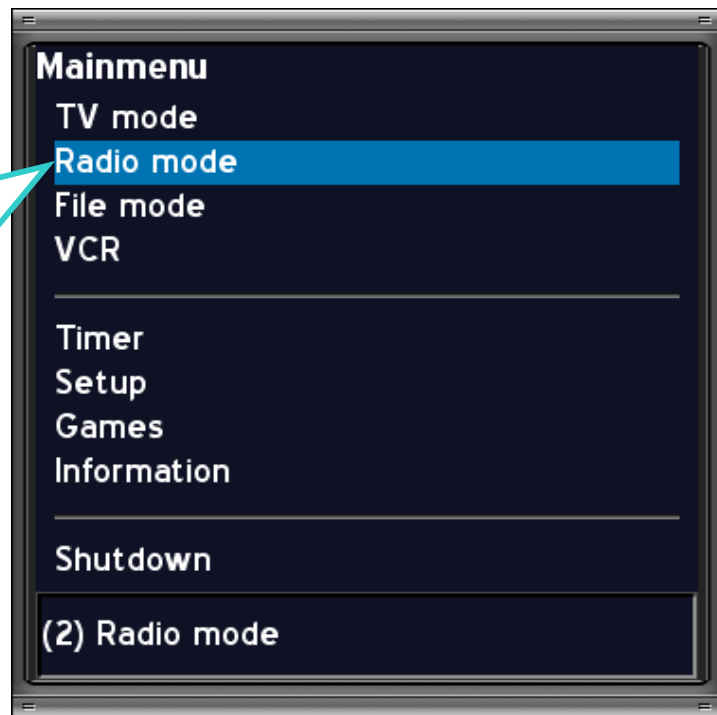 Mainmenu
TV mode
Radio mode
File mode
VCR
Timer
Setup
Games
Information
Shutdown
(2) Radio mode